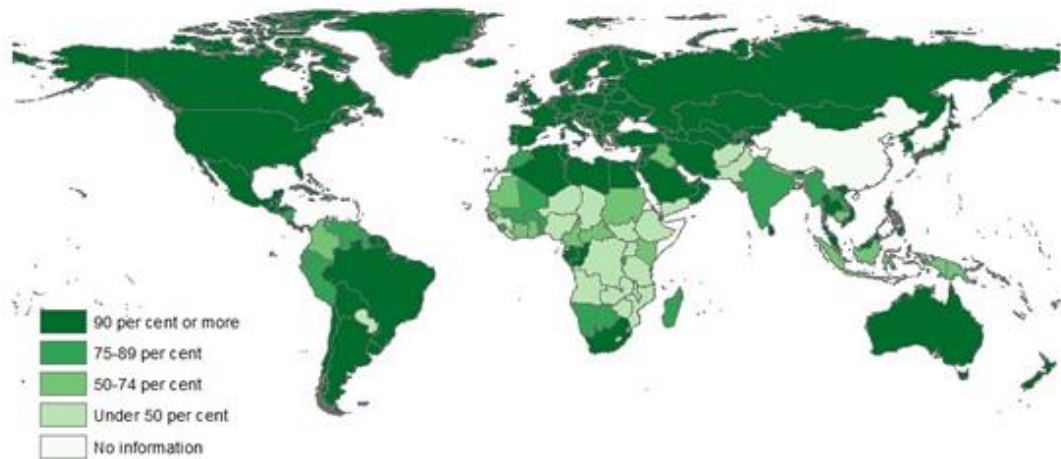 90 per cent or more
75-89 per cent
50-74 per cent
Under 50 per cent
No information